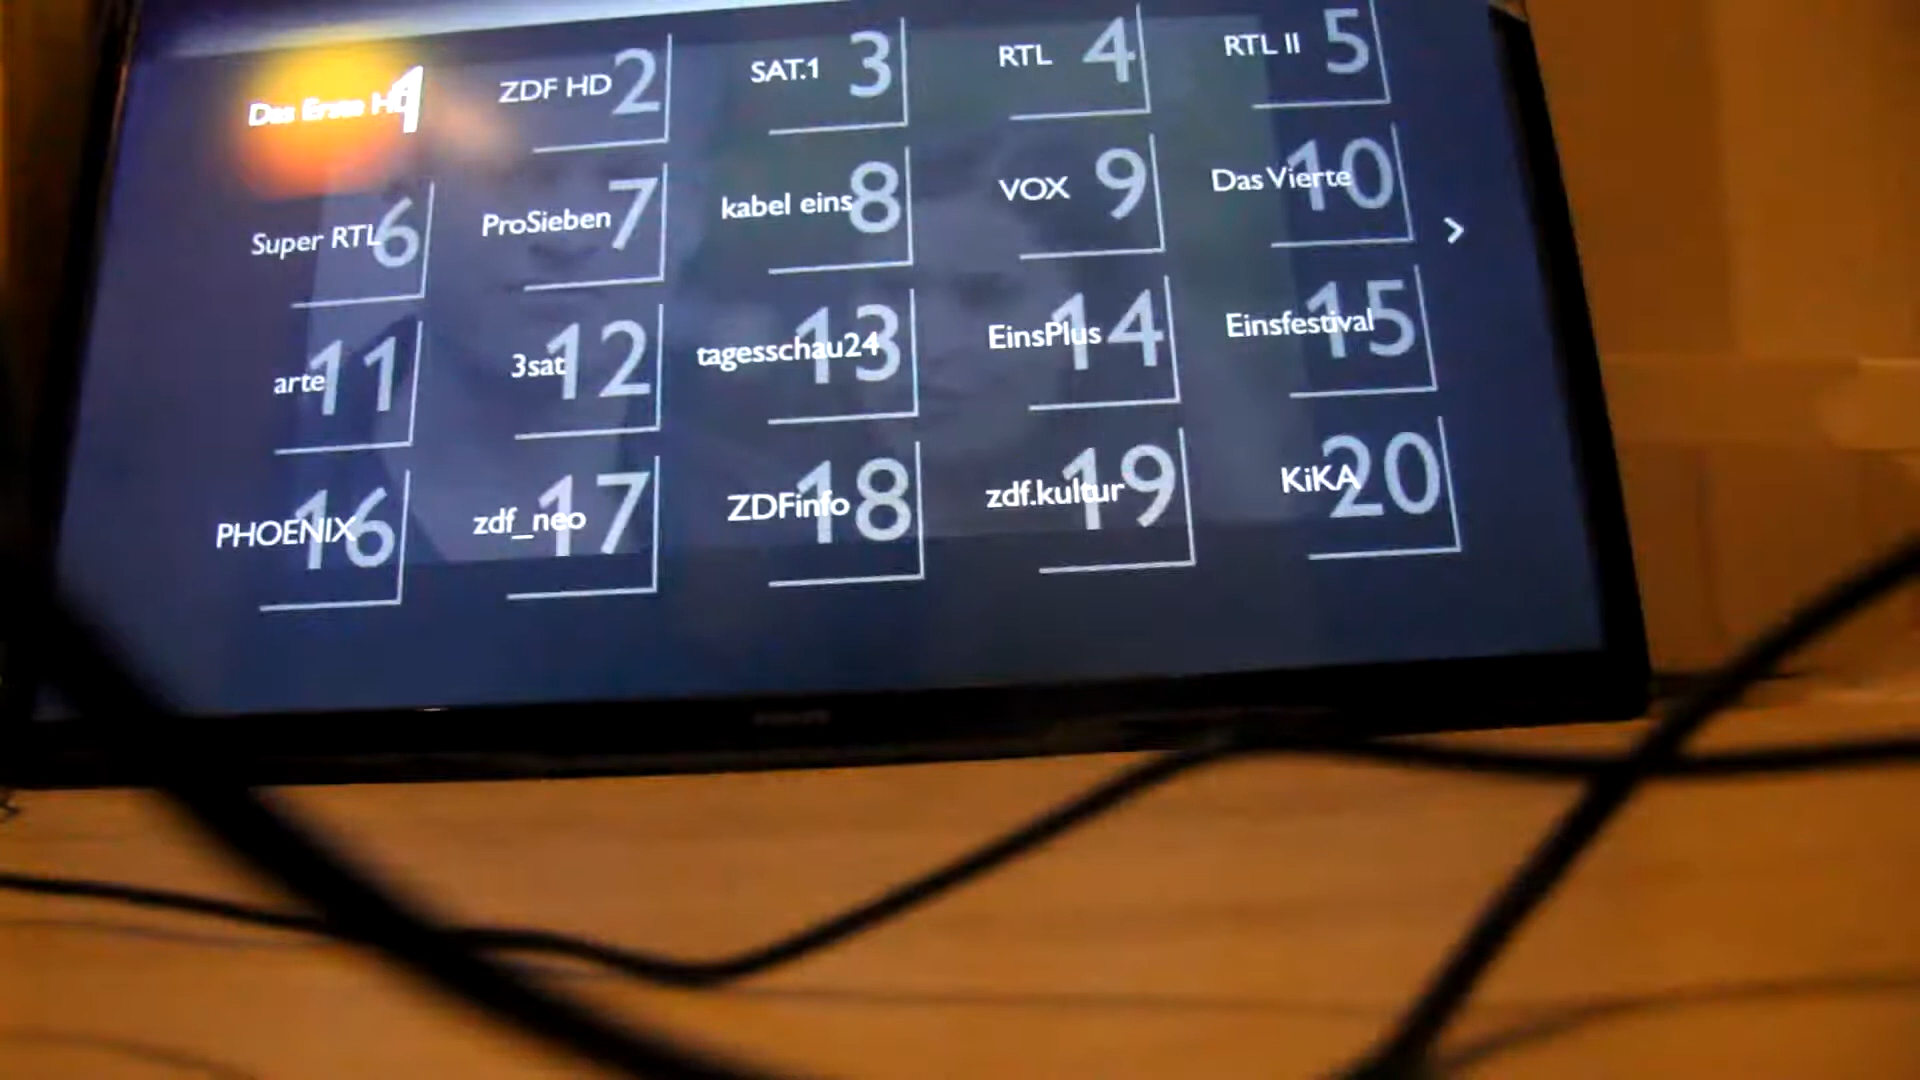 Das Erste HD 1
ZDF HD 2
SAT.1 3
RTL 4
RTL II 5
Super RTL 6
ProSieben 7
kabel eins 8
VOX 9
Das Vierte 10
arte 11
3sat 12
tagesschau24 13
EinsPlus 14
Einsfestival 15
PHOENIX 16
zdf_neo 17
ZDFinfo 18
zdf.kultur 19
KiKA 20